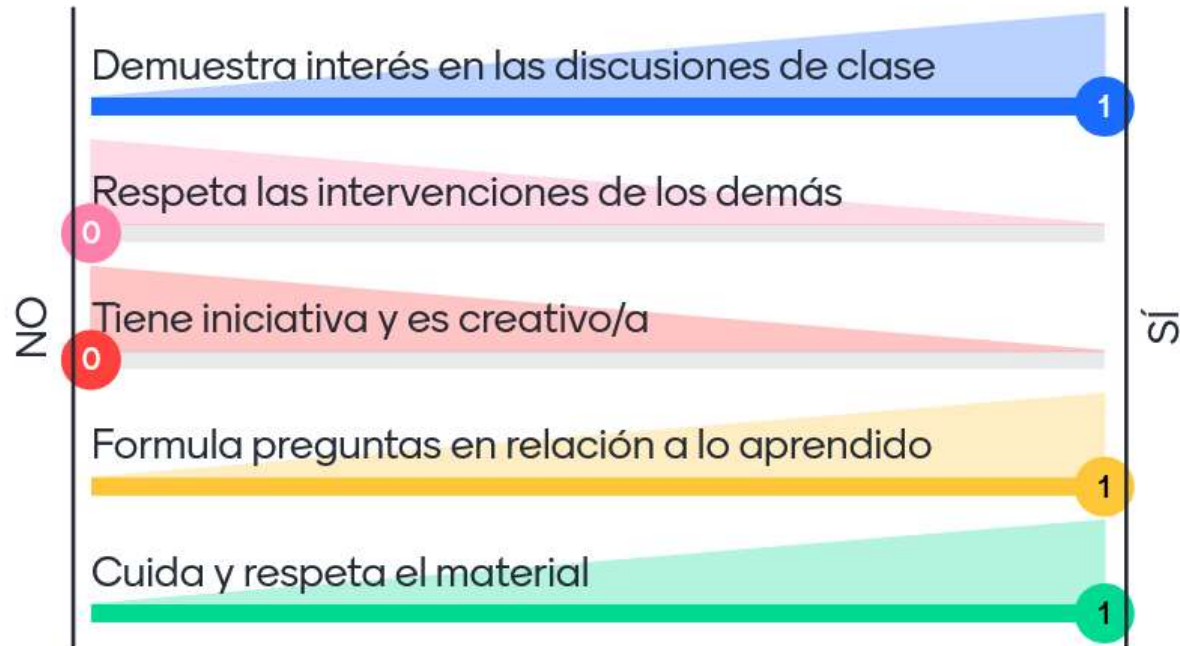 Demuestra interés en las discusiones de clase
1
Respeta las intervenciones de los demás
0
NO
Tiene iniciativa y es creativo/a
SÍ
0
Formula preguntas en relación a lo aprendido
1
Cuida y respeta el material
1